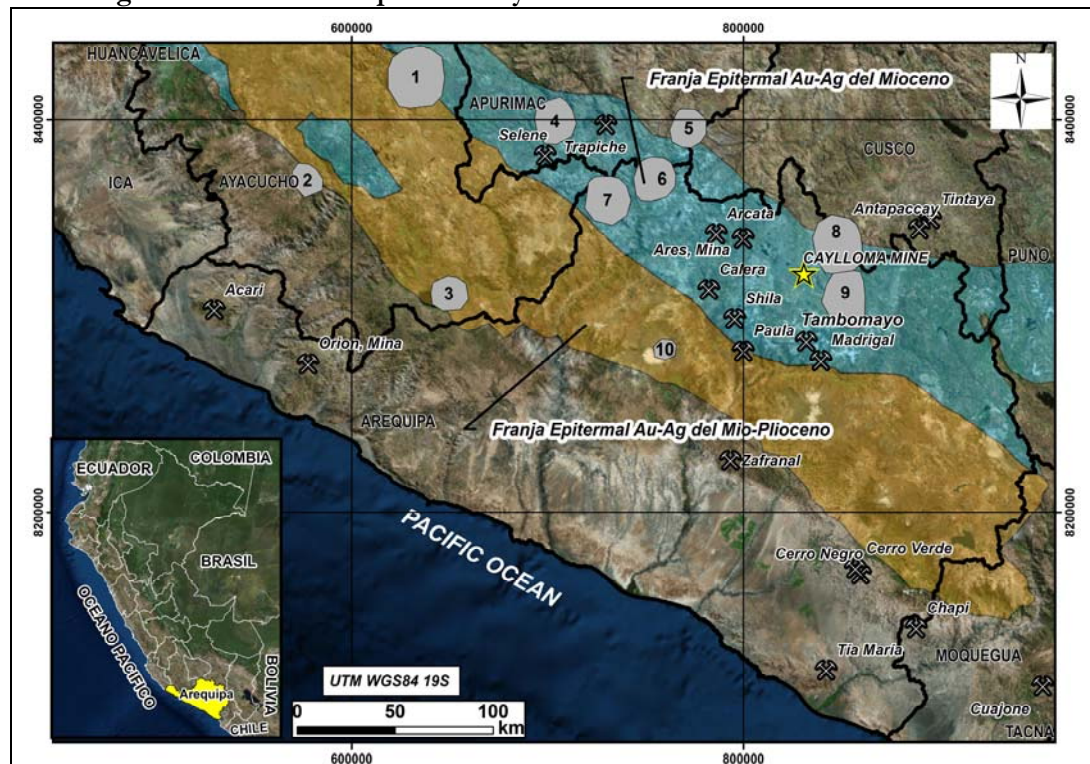 600000
800000
HUANCAVELICA
Franja Epitermal Au-Ag del Mioceno
N
1
APURIMAC
8400000
8400000
4
5
Selene
Trapiche
CUSCO
ICA
AYACUCHO
2
6
7
Arcata
Antapaccay
Tintaya
8
PUNO
Ares, Mina
CAYLLOMA MINE
Calera
3
9
Acari
Shila
Tambomayo
Paula
Madrigal
Orion, Mina
10
AREQUIPA
Franja Epitermal Au-Ag del Mio-Plioceno
Zafranal
ECUADOR
COLOMBIA
8200000
8200000
PACIFIC OCEAN
BRASIL
Cerro Negro
Cerro Verde
OCEANO PACIFICO
Chapi
Tia Maria
MOQUEGUA
BOLIVIA
UTM WGS84 19S
Arequipa
0 50 100
km
Cuajone
CHILE
TACNA
600000
800000